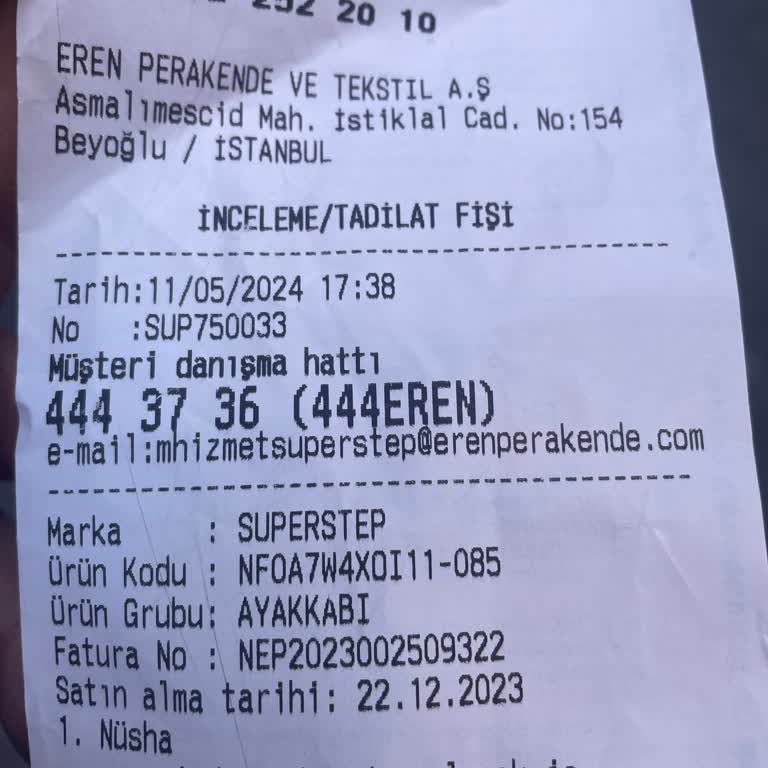 252 20 10
EREN PERAKENDE VE TEKSTIL A.Ş
Asmalımescid Mah. İstiklal Cad. No:154
Beyoğlu / İSTANBUL
İNCELEME/TADİLAT FİŞİ
Tarih:11/05/2024 17:38
No :SUP750033
Müşteri danışma hattı
444 37 36 (444EREN)
e-mail:mhizmetsuperstep@erenperakende.com
Marka : SUPERSTEP
Ürün Kodu : NF0A7W4X0I11-085
Ürün Grubu: AYAKKABI
Fatura No : NEP2023002509322
Satın alma tarihi: 22.12.2023
1. Nüsha